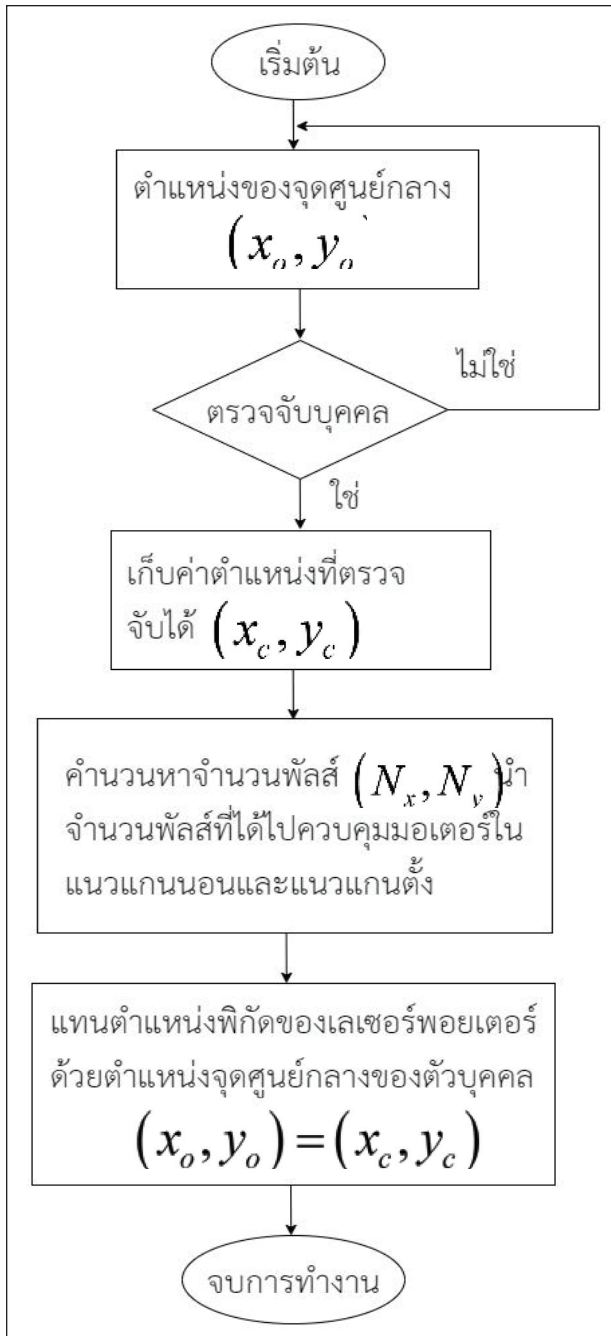 เริ่มต้น
ตำแหน่งของจุดศูนย์กลาง
(x_o, y_o
ไม่ใช่
ตรวจจับบุคคล
ใช่
เก็บค่าตำแหน่งที่ตรวจ
จับได้ (x_c, y_c)
คำนวนหาจำนวนพัลส์ (N_x, N_y) นำ
จำนวนพัลส์ที่ได้ไปควบคุมมอเตอร์ใน
แนวแกนนอนและแนวแกนตั้ง
แทนตำแหน่งพิกัดของเลเซอร์พอยเตอร์
ด้วยตำแหน่งจุดศูนย์กลางของตัวบุคคล
(x_o, y_o) = (x_c, y_c)
จบการทำงาน